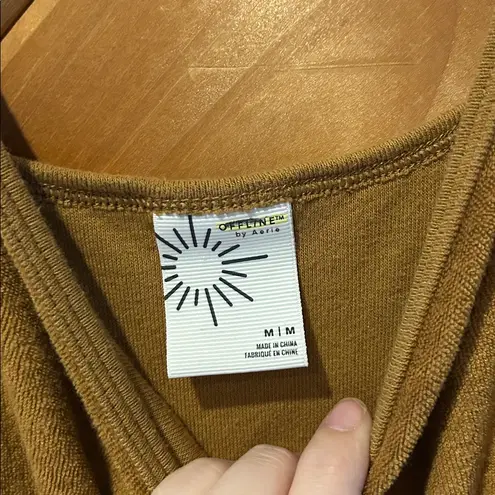 OFFLINE™
by Aerie
M | M
MADE IN CHINA
FABRIQUÉ EN CHINE